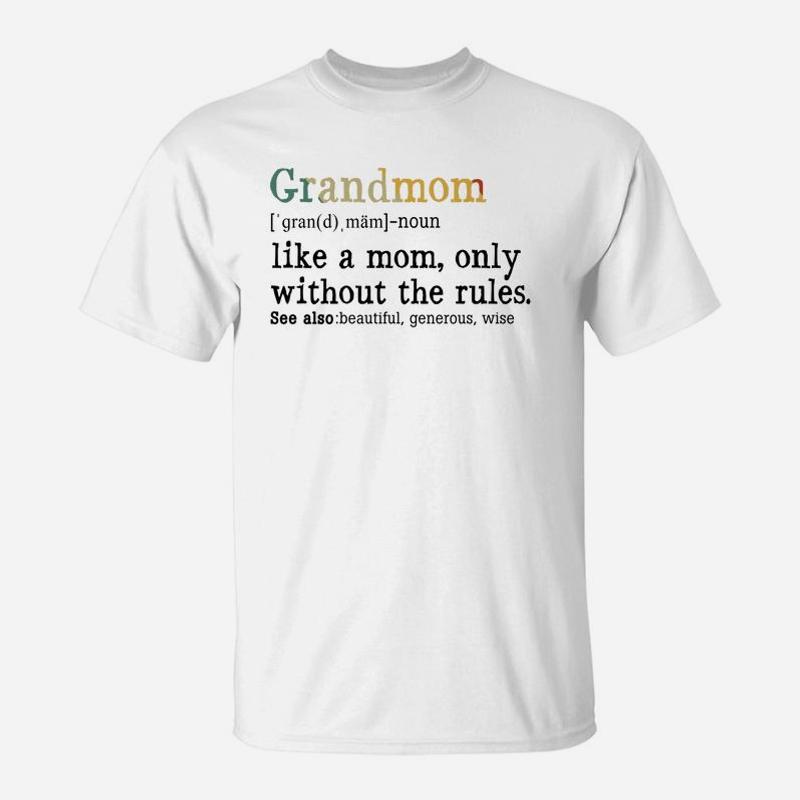 Grandmom
[ˈgran(d)ˌmäm]-noun
like a mom, only
without the rules.
See also:beautiful, generous, wise